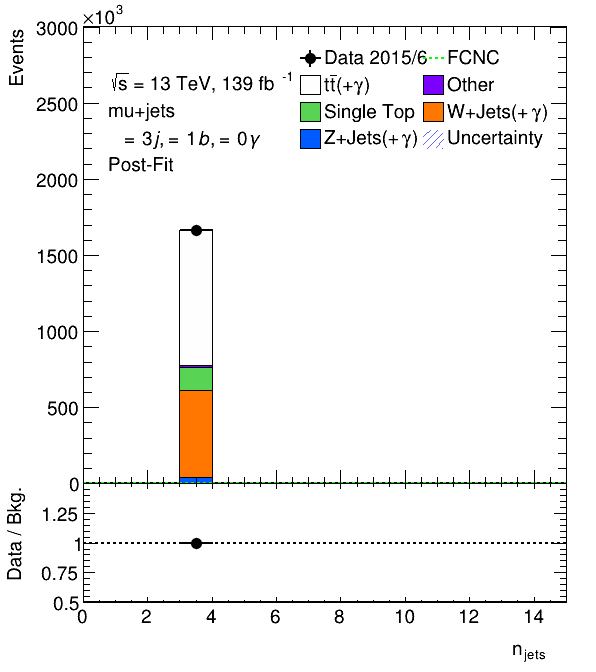 ×10³
Events
3000
2500
2000
1500
1000
500
0
√s = 13 TeV, 139 fb⁻¹
mu+jets
= 3j, = 1b, = 0γ
Post-Fit
Data 2015/6 FCNC
tt̄(+γ) Other
Single Top W+Jets(+γ)
Z+Jets(+γ) Uncertainty
Data / Bkg.
1.25
1
0.75
0.5
0 2 4 6 8 10 12 14
n_jets